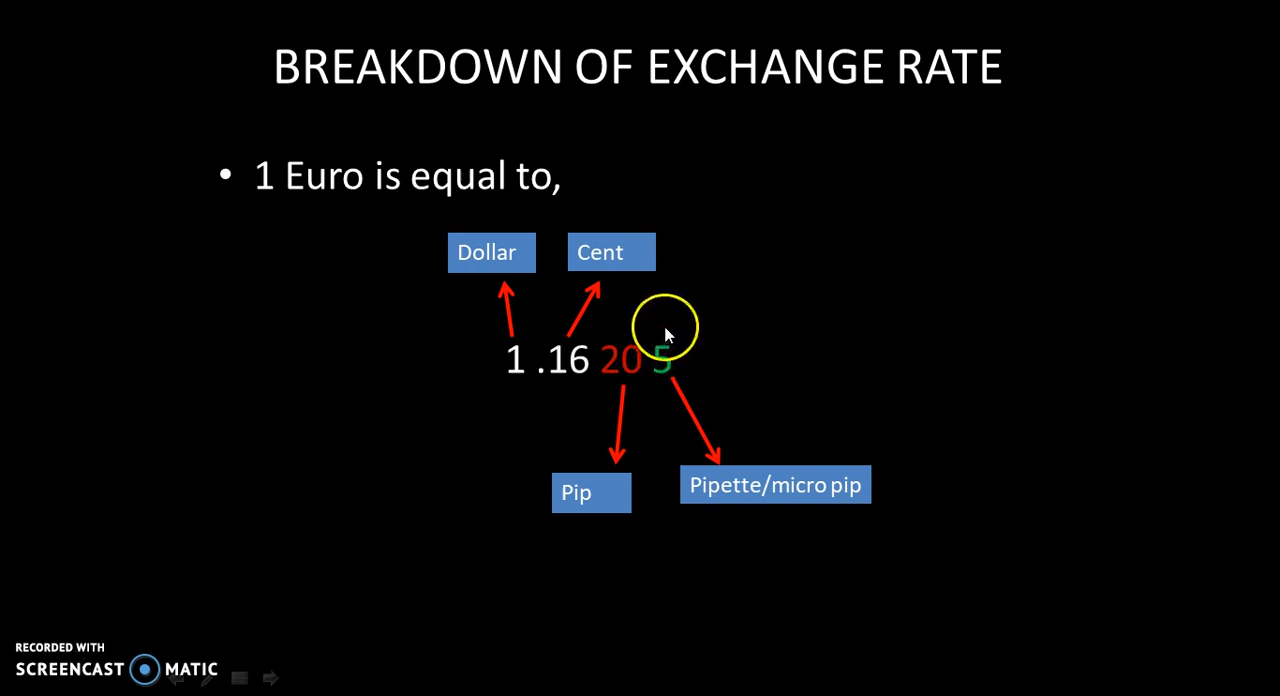 BREAKDOWN OF EXCHANGE RATE
• 1 Euro is equal to,
Dollar Cent
1 .16 20 5
Pip Pipette/micro pip
RECORDED WITH
SCREENCAST MATIC